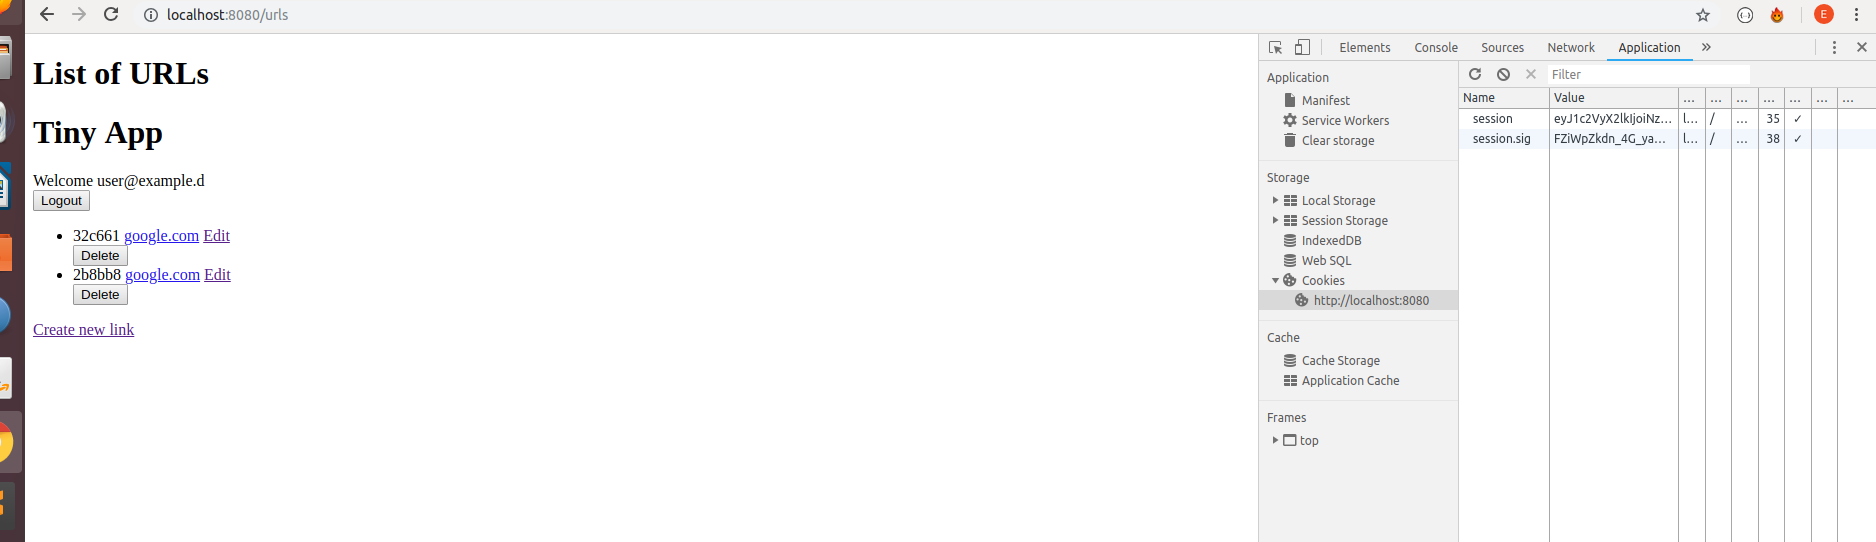 localhost:8080/urls
E
List of URLs
Tiny App
Welcome user@example.d
Logout
32c661 google.com Edit
Delete
2b8bb8 google.com Edit
Delete
Create new link
Elements Console Sources Network Application »
Application
Manifest
Service Workers
Clear storage
Storage
Local Storage
Session Storage
IndexedDB
Web SQL
Cookies
http://localhost:8080
Cache
Cache Storage
Application Cache
Frames
top
Filter
Name Value ... ... ... ... ... ... ...
session eyJ1c2VyX2lkIjoiNz... l... / ... 35 ✓
session.sig FZiWpZkdn_4G_ya... l... / ... 38 ✓